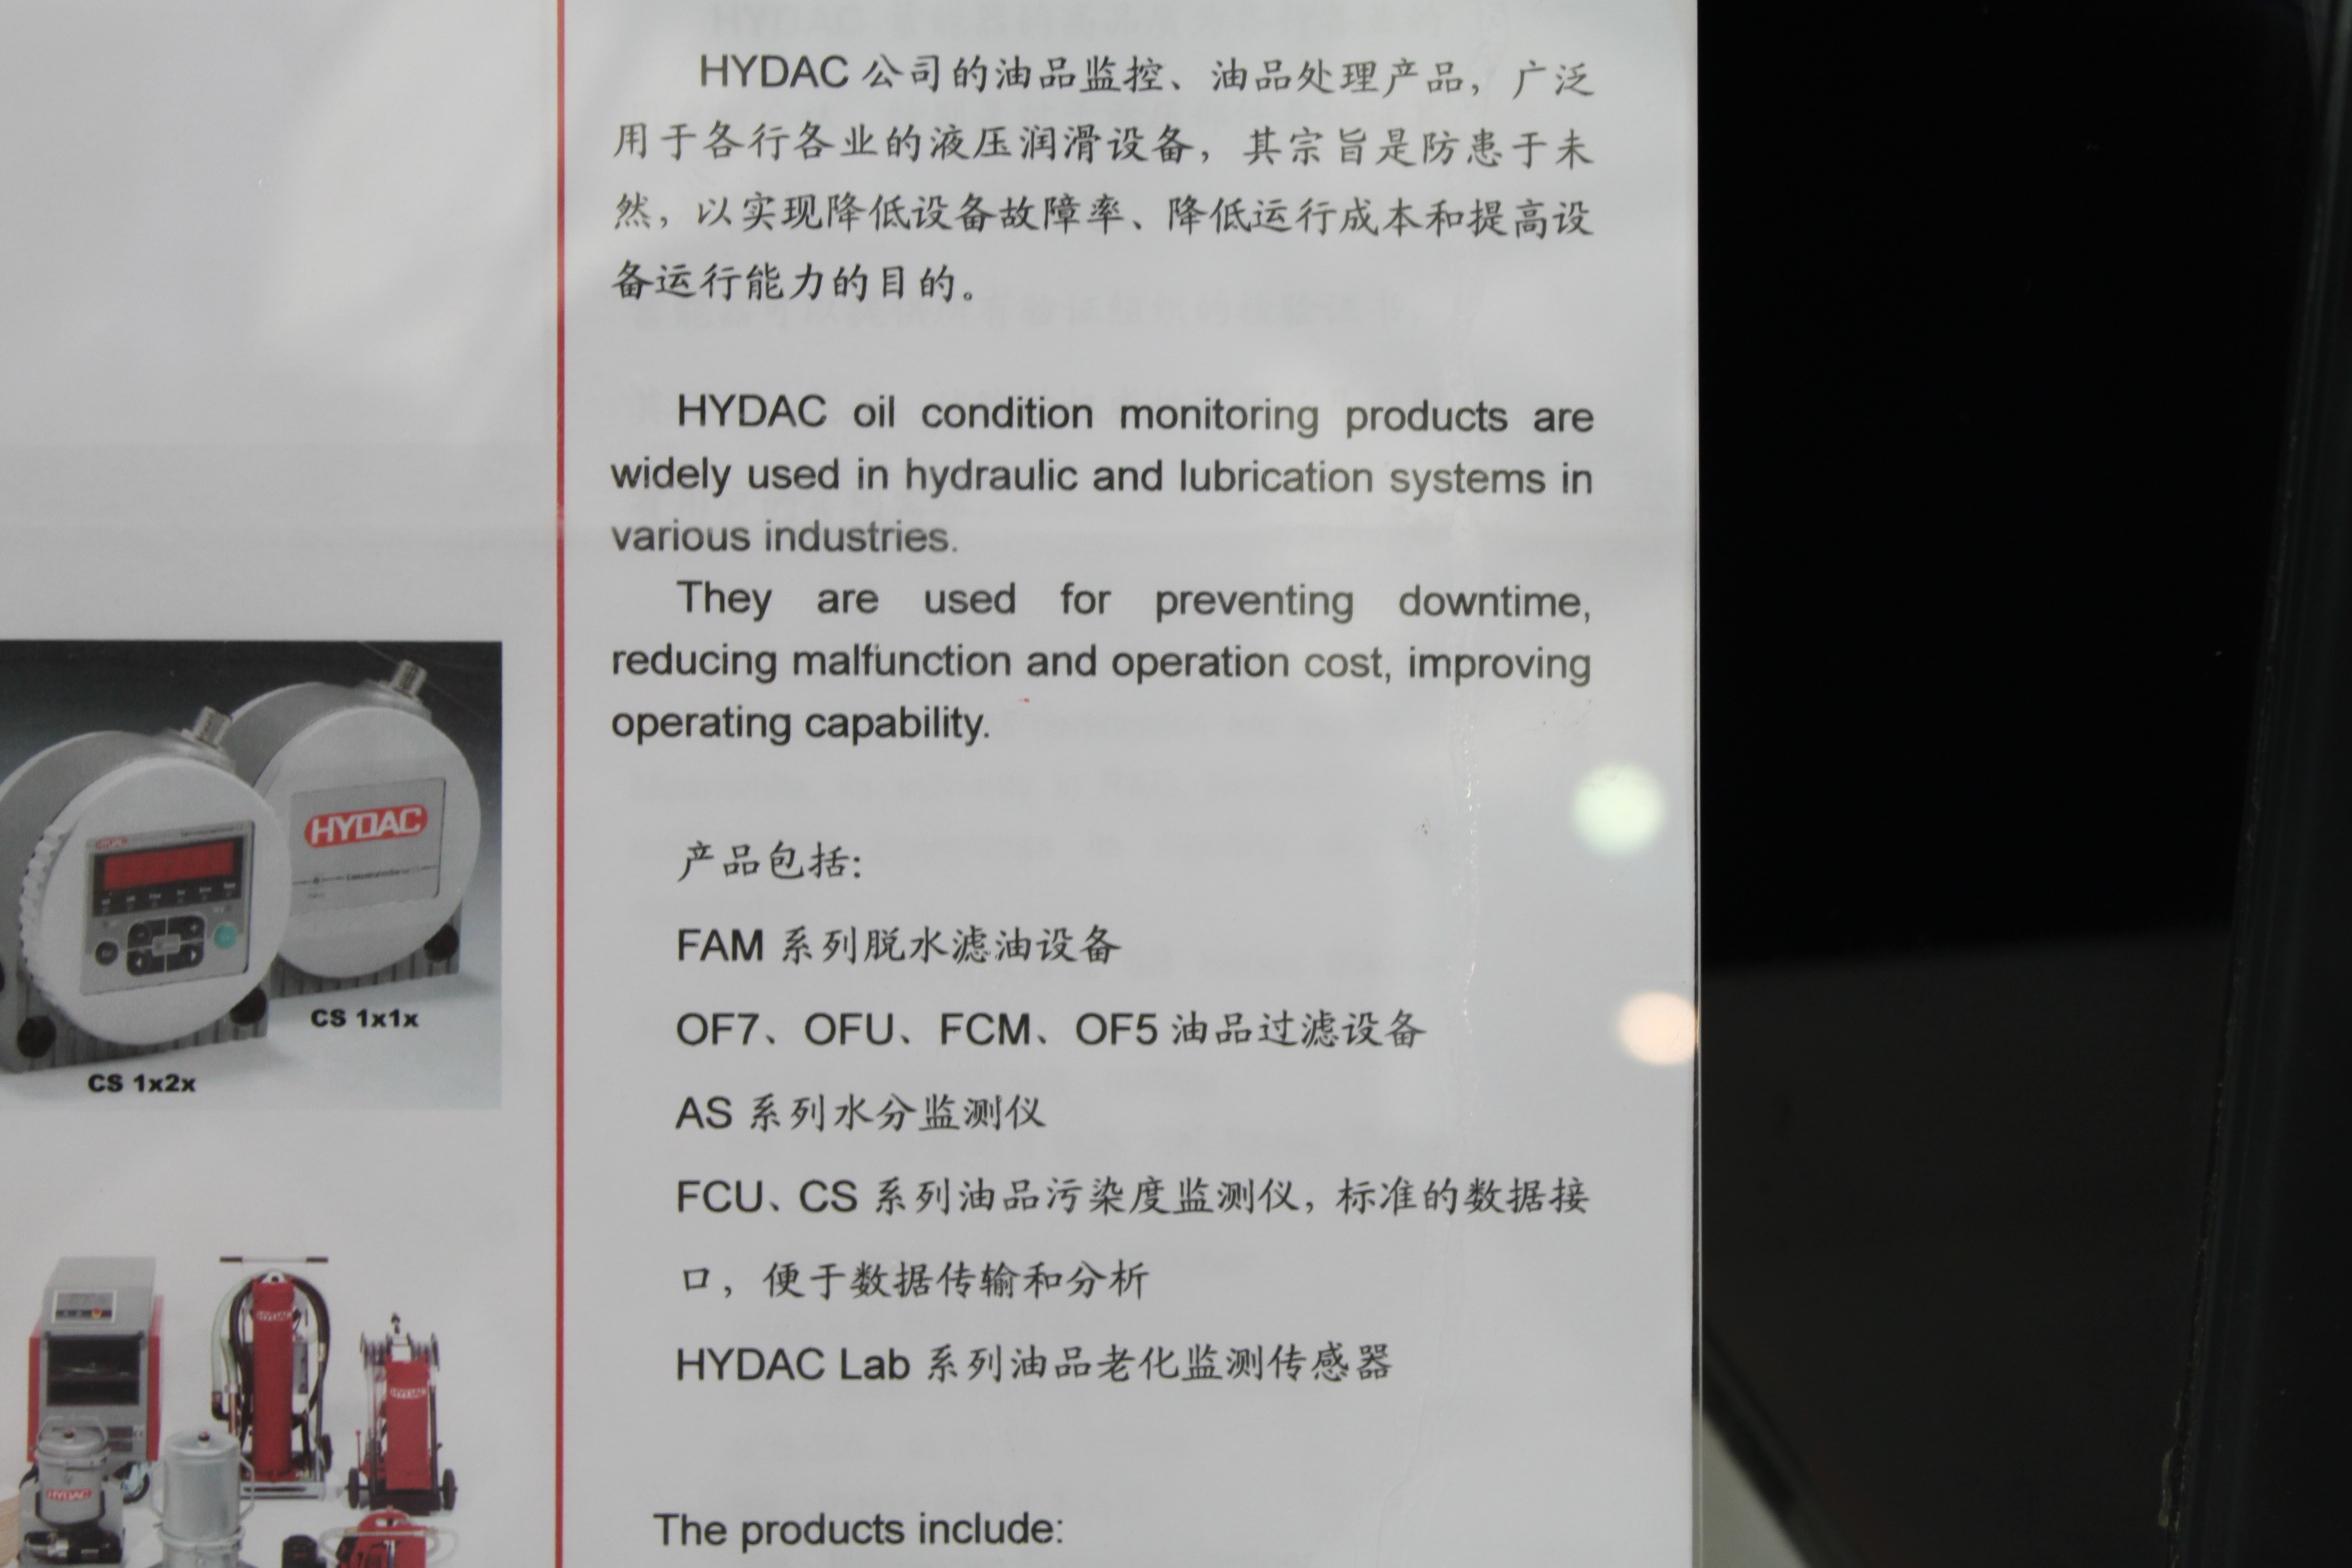 HYDAC 公司的油品监控、油品处理产品，广泛
用于各行各业的液压润滑设备，其宗旨是防患于未
然，以实现降低设备故障率、降低运行成本和提高设
备运行能力的目的。
HYDAC oil condition monitoring products are
widely used in hydraulic and lubrication systems in
various industries.
They are used for preventing downtime,
reducing malfunction and operation cost, improving
operating capability.
产品包括:
FAM 系列脱水滤油设备
OF7、OFU、FCM、OF5 油品过滤设备
AS 系列水分监测仪
FCU、CS 系列油品污染度监测仪，标准的数据接
口，便于数据传输和分析
HYDAC Lab 系列油品老化监测传感器
The products include:
HYDAC
CS 1x1x
CS 1x2x
HYDAC
HYDAC
HYDAC